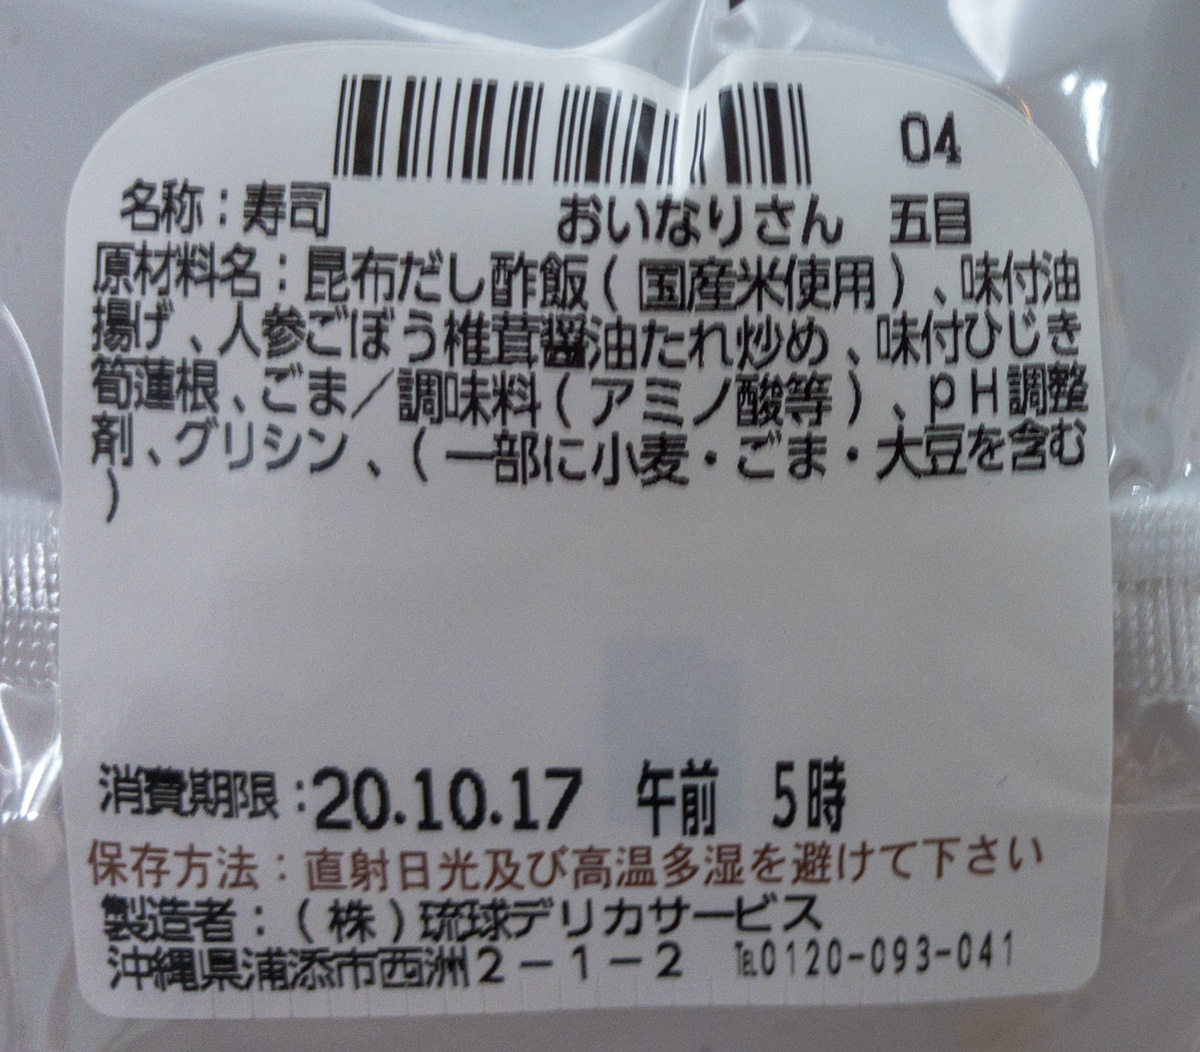 04
名称：寿司　おいなりさん　五目
原材料名：昆布だし酢飯（国産米使用）、味付油
揚げ、人参ごぼう椎茸醤油たれ炒め、味付ひじき
筍蓮根、ごま／調味料（アミノ酸等）、ｐＨ調整
剤、グリシン、（一部に小麦・ごま・大豆を含む
）
消費期限：20.10.17　午前　5時
保存方法：直射日光及び高温多湿を避けて下さい
製造者：（株）琉球デリカサービス
沖縄県浦添市西洲２－１－２　℡0120-093-041